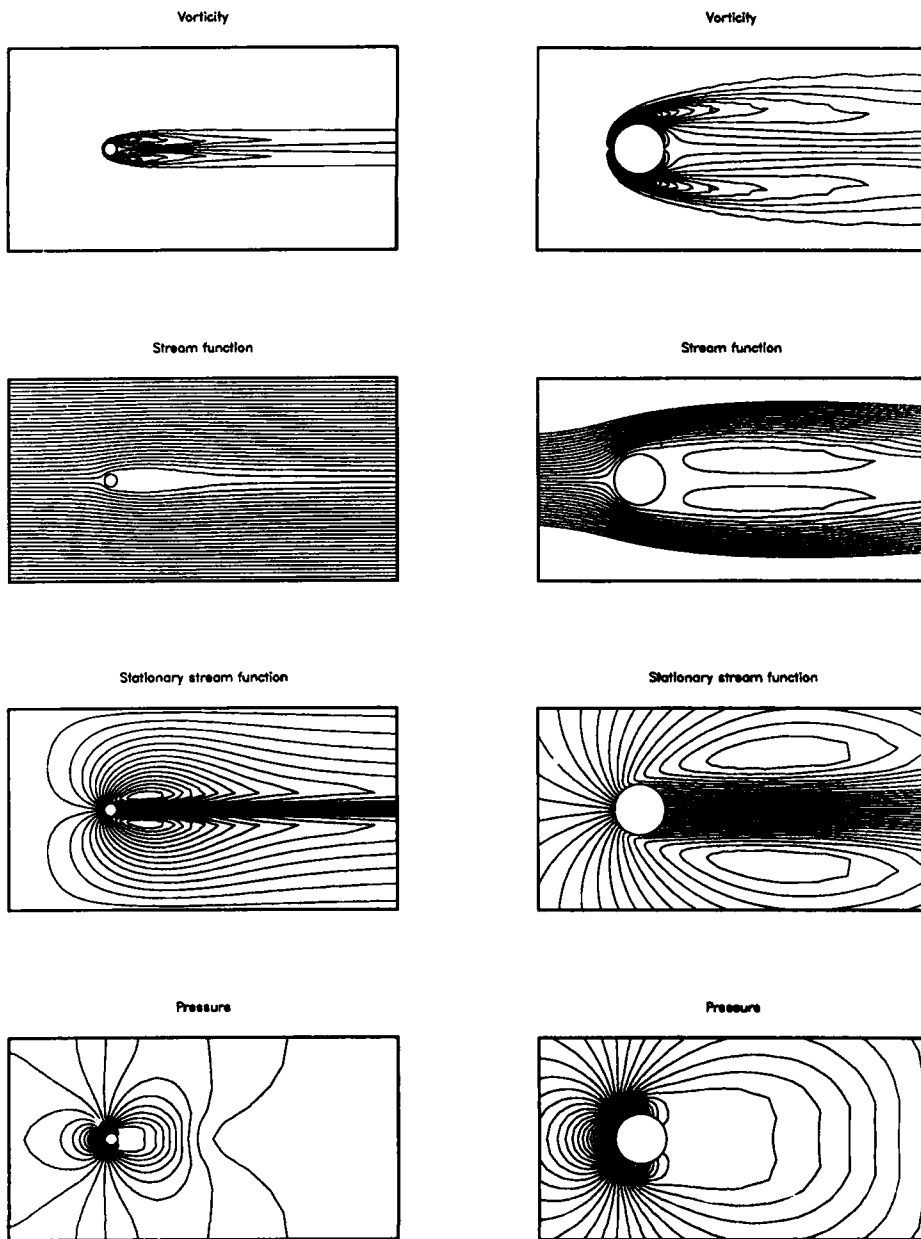 Vorticity
Vorticity
Stream function
Stream function
Stationary stream function
Stationary stream function
Pressure
Pressure